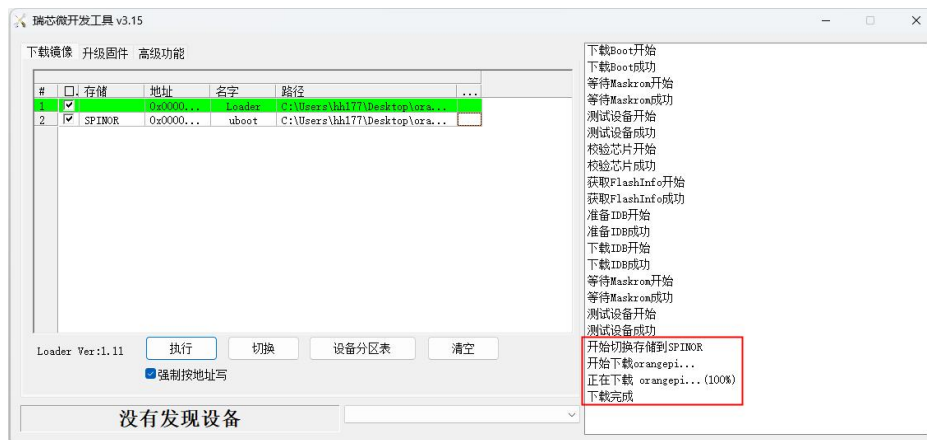 瑞芯微开发工具 v3.15
下载镜像 升级固件 高级功能
# 存储 地址 名字 路径 ...
1 0x0000... Loader C:\Users\hh177\Desktop\ora...
2 SPINOR 0x0000... uboot C:\Users\hh177\Desktop\ora...
Loader Ver:1.11 执行 切换 设备分区表 清空
强制按地址写
没有发现设备
下载Boot开始
下载Boot成功
等待Maskrom开始
等待Maskrom成功
测试设备开始
测试设备成功
校验芯片开始
校验芯片成功
获取FlashInfo开始
获取FlashInfo成功
准备IDB开始
准备IDB成功
下载IDB开始
下载IDB成功
等待Maskrom开始
等待Maskrom成功
测试设备开始
测试设备成功
开始切换存储到SPINOR
开始下载orangepi...
正在下载 orangepi...(100%)
下载完成